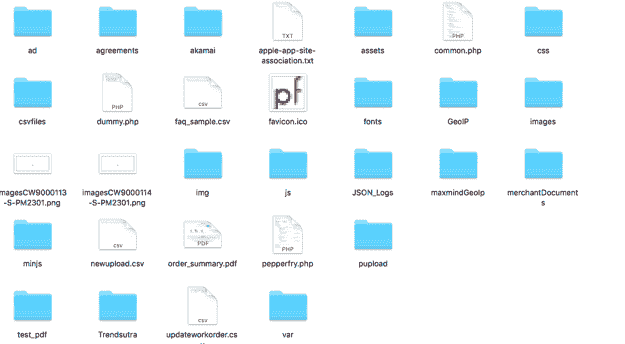 TXT
PHP
ad
agreements
akamai
apple-app-site-
association.txt
assets
common.php
css
PHP
csv
pf
csvfiles
dummy.php
faq_sample.csv
favicon.ico
fonts
GeoIP
images
magesCW9000113
-S-PM2301.png
imagesCW9000114
-S-PM2301.png
img
js
JSON_Logs
maxmindGeoIp
merchantDocument
s
csv
PDF
PHP
minjs
newupload.csv
order_summary.pdf
pepperfry.php
pupload
csv
test_pdf
Trendsutra
updateworkorder.cs
var